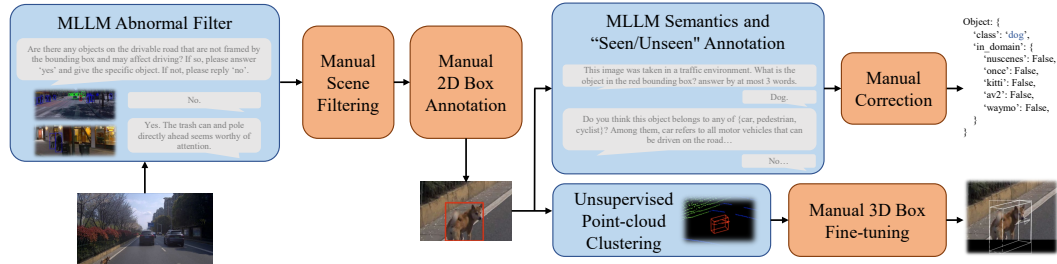 MLLM Abnormal Filter
Are there any objects on the drivable road that are not framed by
the bounding box and may affect driving? If so, please answer
‘yes’ and give the specific object. If not, please reply ‘no’.
No.
Yes. The trash can and pole
directly ahead seems worthy of
attention.
Manual
Scene
Filtering
Manual
2D Box
Annotation
MLLM Semantics and
“Seen/Unseen" Annotation
This image was taken in a traffic environment. What is the
object in the red bounding box? answer by at most 3 words.
Dog.
Do you think this object belongs to any of {car, pedestrian,
cyclist}? Among them, car refers to all motor vehicles that can
be driven on the road…
No…
Manual
Correction
Object: {
‘class’: ‘dog’,
‘in_domain’: {
‘nuscenes’: False,
‘once’: False,
‘kitti’: False,
‘av2’: False,
‘waymo’: False,
}
}
Unsupervised
Point-cloud
Clustering
Manual 3D Box
Fine-tuning